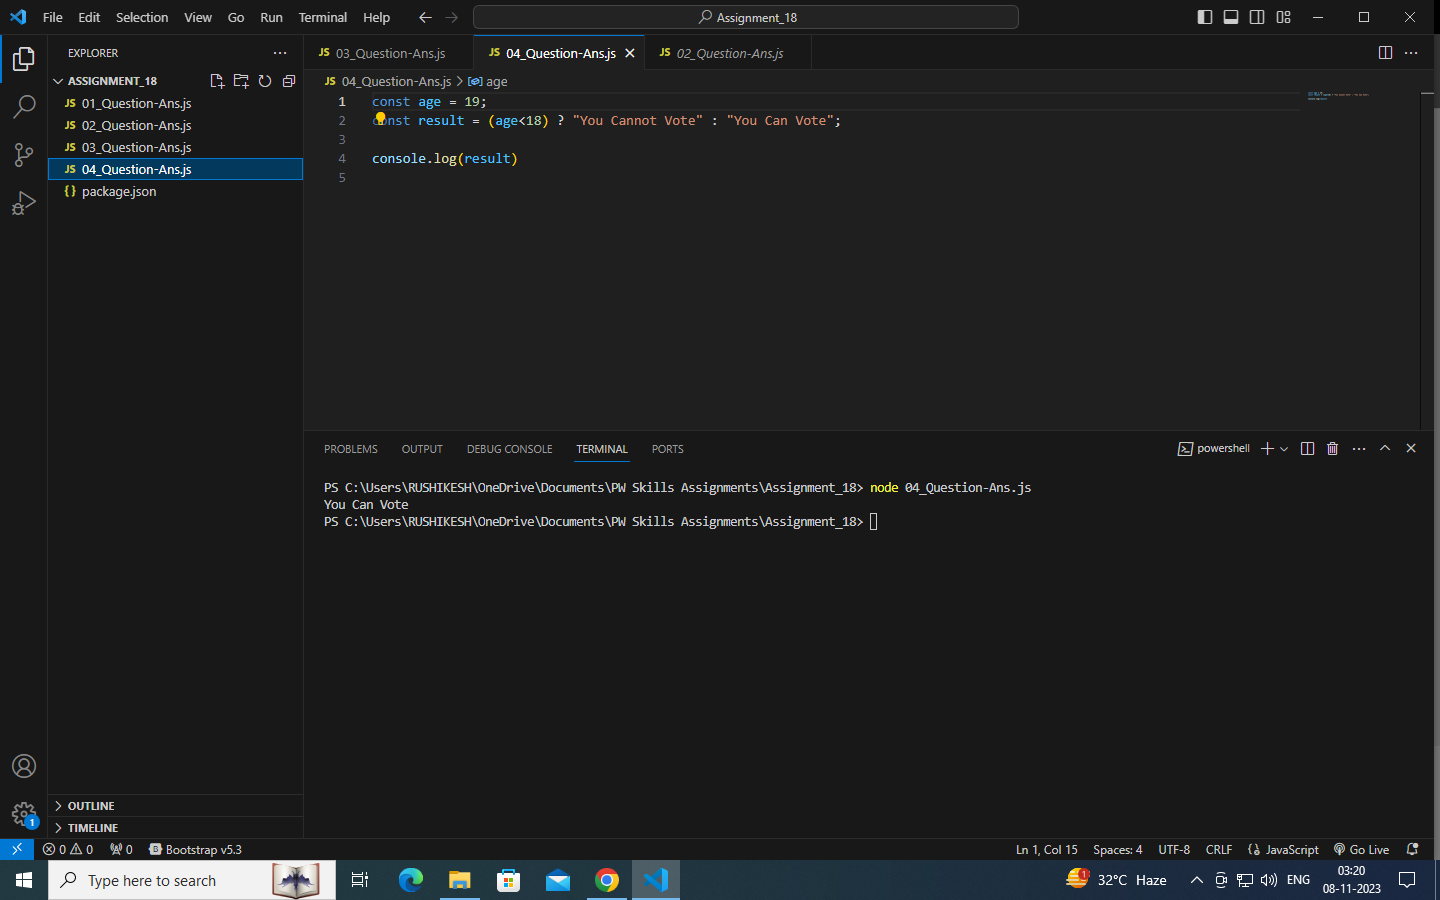 File Edit Selection View Go Run Terminal Help
Assignment_18
EXPLORER
ASSIGNMENT_18
JS 01_Question-Ans.js
JS 02_Question-Ans.js
JS 03_Question-Ans.js
JS 04_Question-Ans.js
{} package.json
OUTLINE
TIMELINE
JS 03_Question-Ans.js
JS 04_Question-Ans.js
JS 02_Question-Ans.js
JS 04_Question-Ans.js > age
1 const age = 19;
2 const result = (age<18) ? "You Cannot Vote" : "You Can Vote";
3
4 console.log(result)
5
PROBLEMS OUTPUT DEBUG CONSOLE TERMINAL PORTS
powershell
PS C:\Users\RUSHIKESH\OneDrive\Documents\PW Skills Assignments\Assignment_18> node 04_Question-Ans.js
You Can Vote
PS C:\Users\RUSHIKESH\OneDrive\Documents\PW Skills Assignments\Assignment_18>
1
0 0 0 B Bootstrap v5.3
Ln 1, Col 15 Spaces: 4 UTF-8 CRLF {} JavaScript Go Live
Type here to search
1 32°C Haze ENG
03:20
08-11-2023